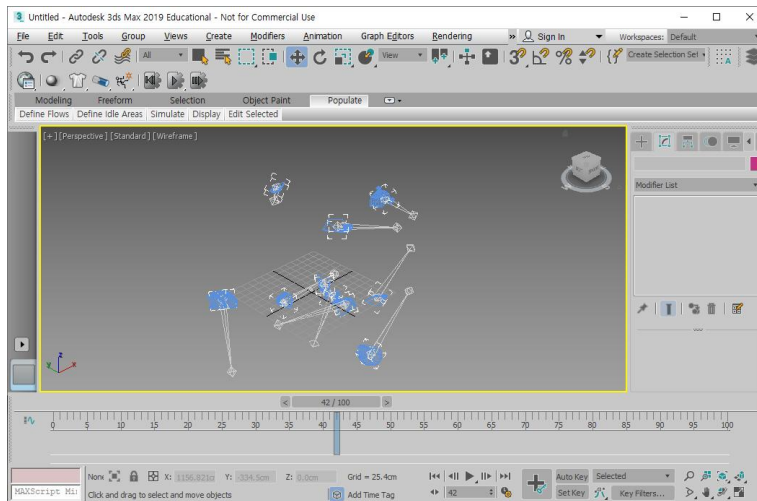 3 Untitled - Autodesk 3ds Max 2019 Educational - Not for Commercial Use
File Edit Tools Group Views Create Modifiers Animation Graph Editors Rendering » Sign In Workspaces: Default
All View Create Selection Set
Modeling Freeform Selection Object Paint Populate
Define Flows Define Idle Areas Simulate Display Edit Selected
[+] [Perspective] [Standard] [Wireframe]
Modifier List
z
y x
< 42 / 100 >
0 5 10 15 20 25 30 35 40 45 50 55 60 65 70 75 80 85 90 95 100
None X: 1156.821c Y: -334.5cm Z: 0.0cm Grid = 25.4cm Auto Key Selected
MAXScript Mi Click and drag to select and move objects Add Time Tag 42 Set Key Key Filters...